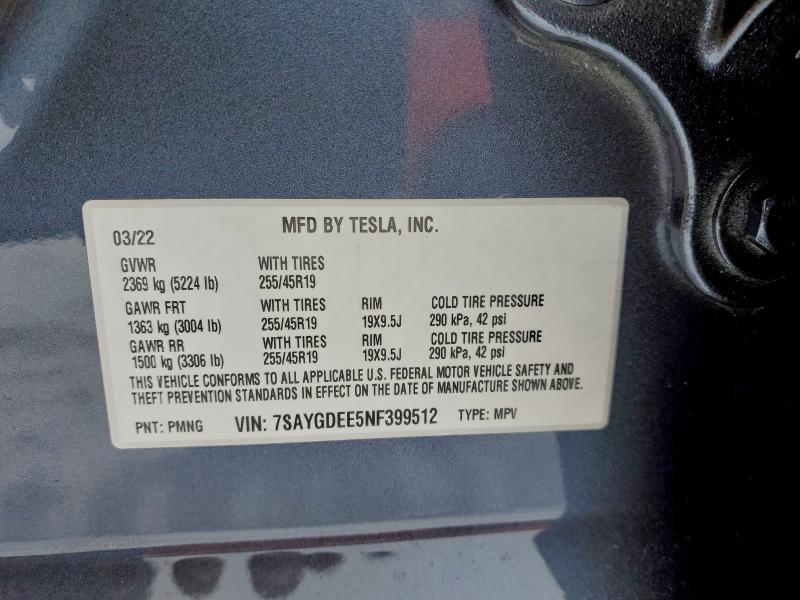 MFD BY TESLA, INC.
03/22
GVWR WITH TIRES
2369 kg (5224 lb) 255/45R19
GAWR FRT WITH TIRES RIM COLD TIRE PRESSURE
1363 kg (3004 lb) 255/45R19 19X9.5J 290 kPa, 42 psi
GAWR RR WITH TIRES RIM COLD TIRE PRESSURE
1500 kg (3306 lb) 255/45R19 19X9.5J 290 kPa, 42 psi
THIS VEHICLE CONFORMS TO ALL APPLICABLE U.S. FEDERAL MOTOR VEHICLE SAFETY AND
THEFT PREVENTION STANDARDS IN EFFECT ON THE DATE OF MANUFACTURE SHOWN ABOVE.
PNT: PMNG VIN: 7SAYGDEE5NF399512 TYPE: MPV